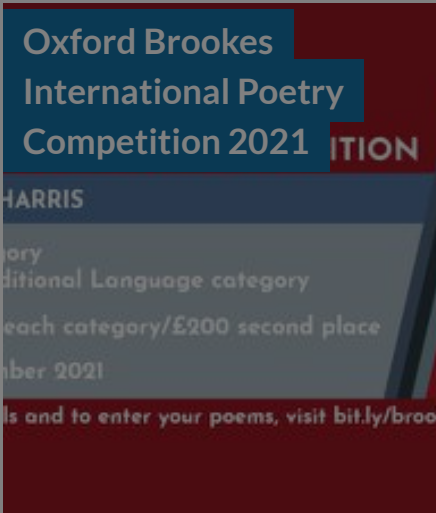 Oxford Brookes
International Poetry
Competition 2021
ITION
HARRIS
gory
ditional Language category
each category/£200 second place
mber 2021
ls and to enter your poems, visit bit.ly/broo